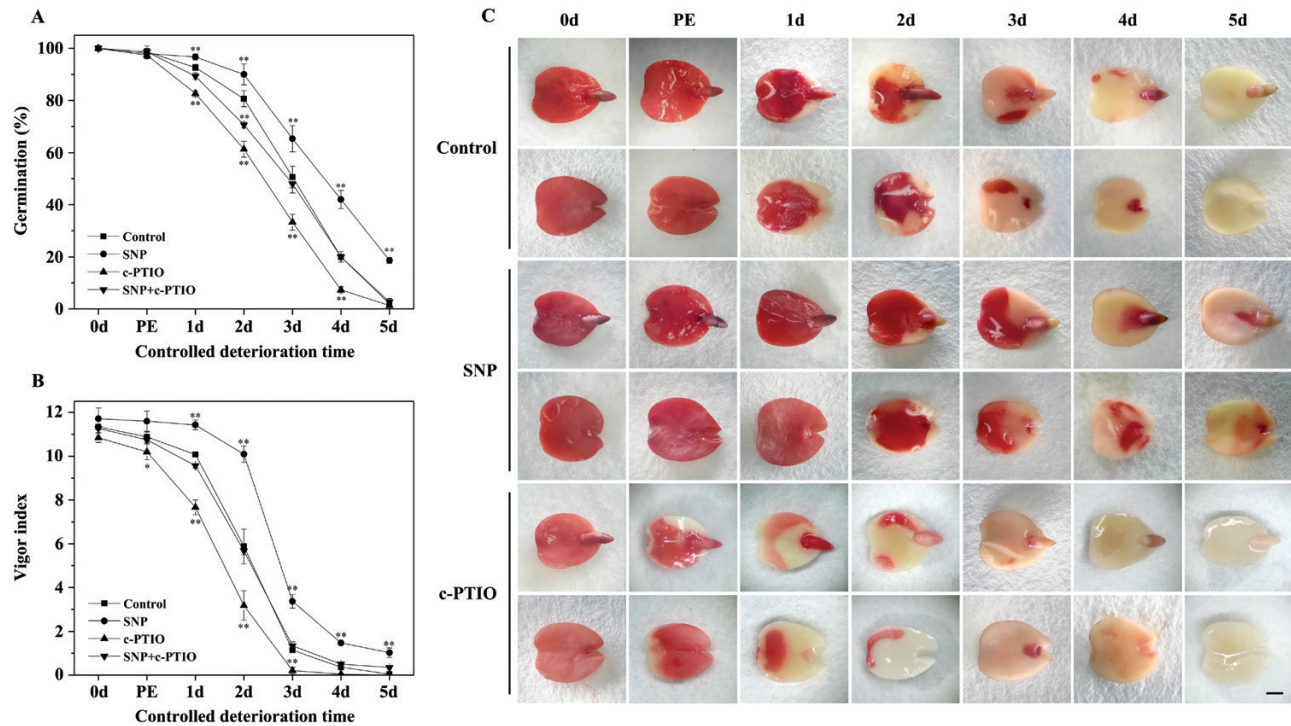 A
Germination (%)
100
80
60
40
20
0
**
**
**
**
**
**
**
**
**
**
Control
SNP
c-PTIO
SNP+c-PTIO
0d PE 1d 2d 3d 4d 5d
Controlled deterioration time
B
Vigor index
12
10
8
6
4
2
0
*
**
**
**
**
**
**
**
**
Control
SNP
c-PTIO
SNP+c-PTIO
0d PE 1d 2d 3d 4d 5d
Controlled deterioration time
C
0d PE 1d 2d 3d 4d 5d
Control
SNP
c-PTIO